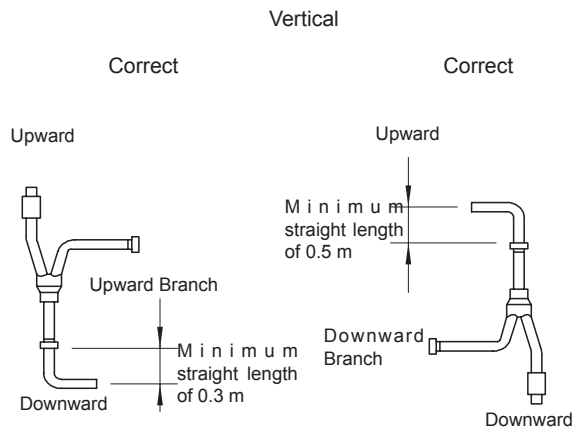 Vertical
Correct
Correct
Upward
Upward
Minimum
straight length
of 0.5 m
Upward Branch
Downward
Branch
Minimum
straight length
of 0.3 m
Downward
Downward